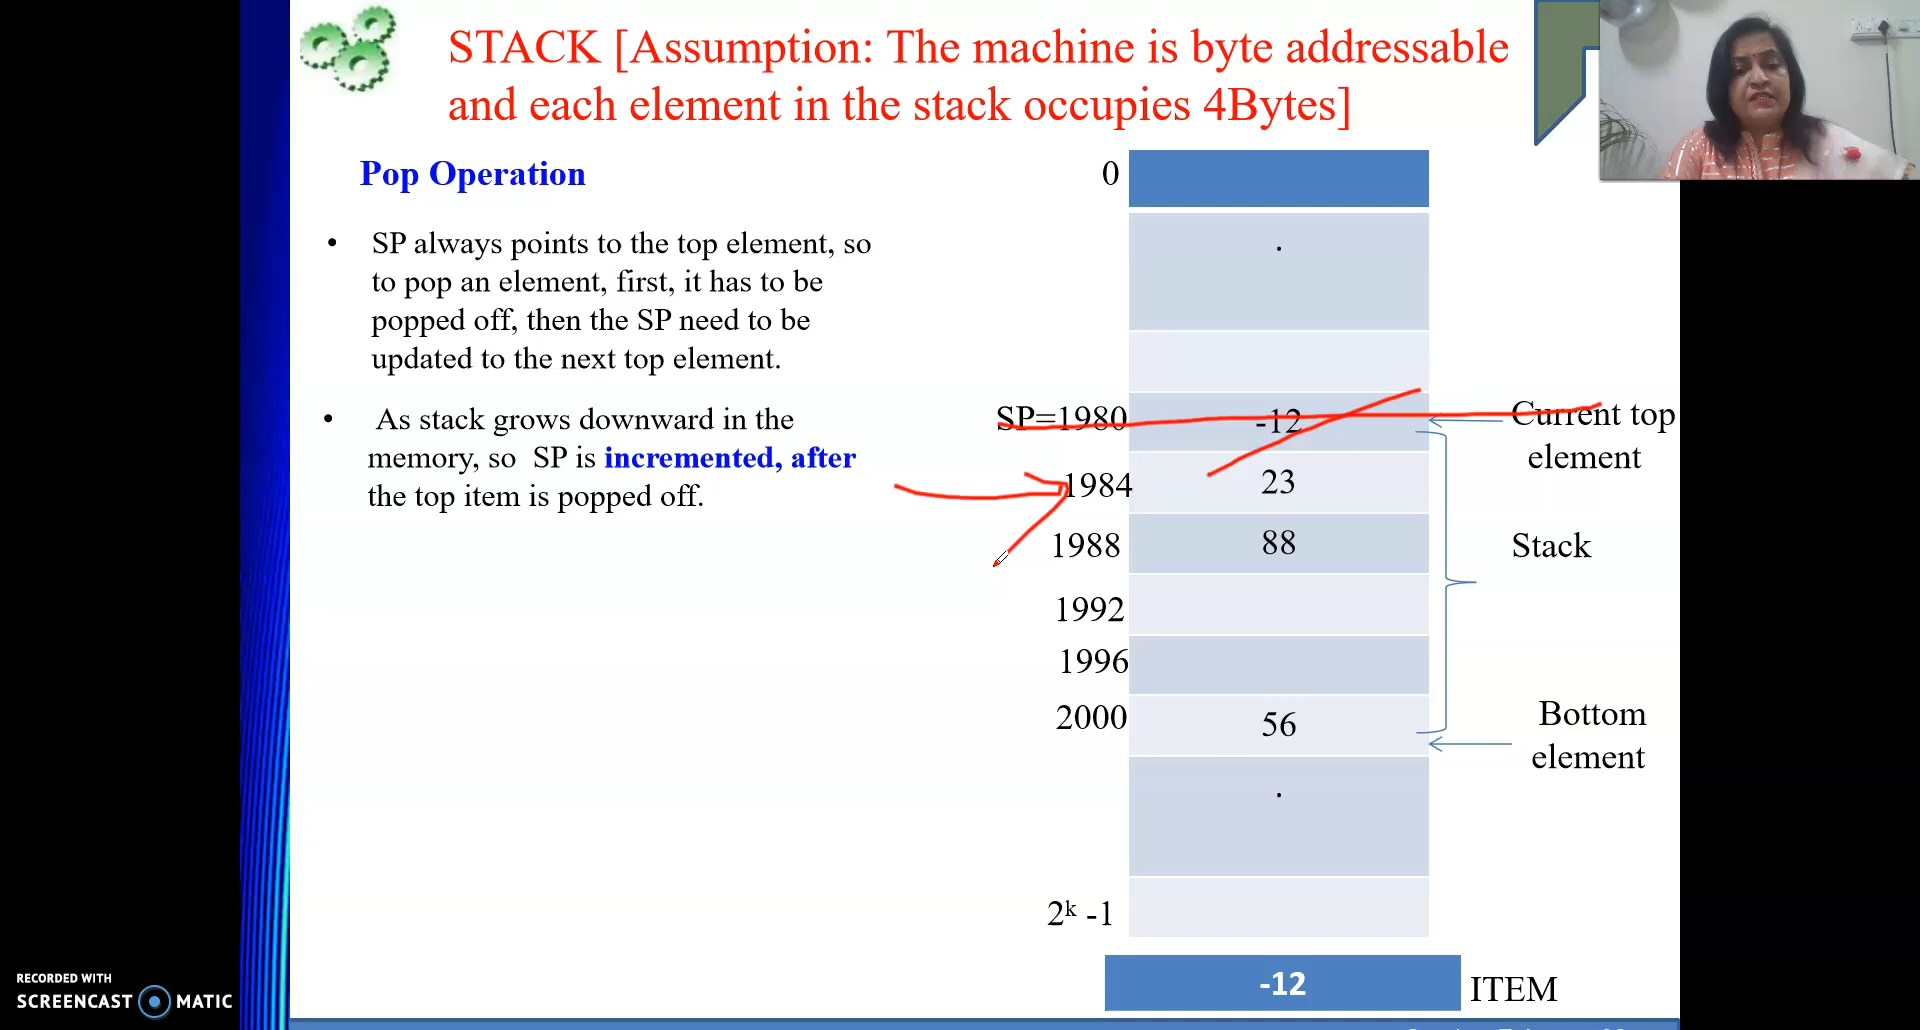 STACK [Assumption: The machine is byte addressable
and each element in the stack occupies 4Bytes]
Pop Operation
• SP always points to the top element, so
to pop an element, first, it has to be
popped off, then the SP need to be
updated to the next top element.
• As stack grows downward in the
memory, so SP is incremented, after
the top item is popped off.
0
.
SP=1980 -12 Current top
element
1984 23
1988 88 Stack
1992
1996
2000 56 Bottom
element
.
2ᵏ -1
-12 ITEM
RECORDED WITH
SCREENCAST MATIC